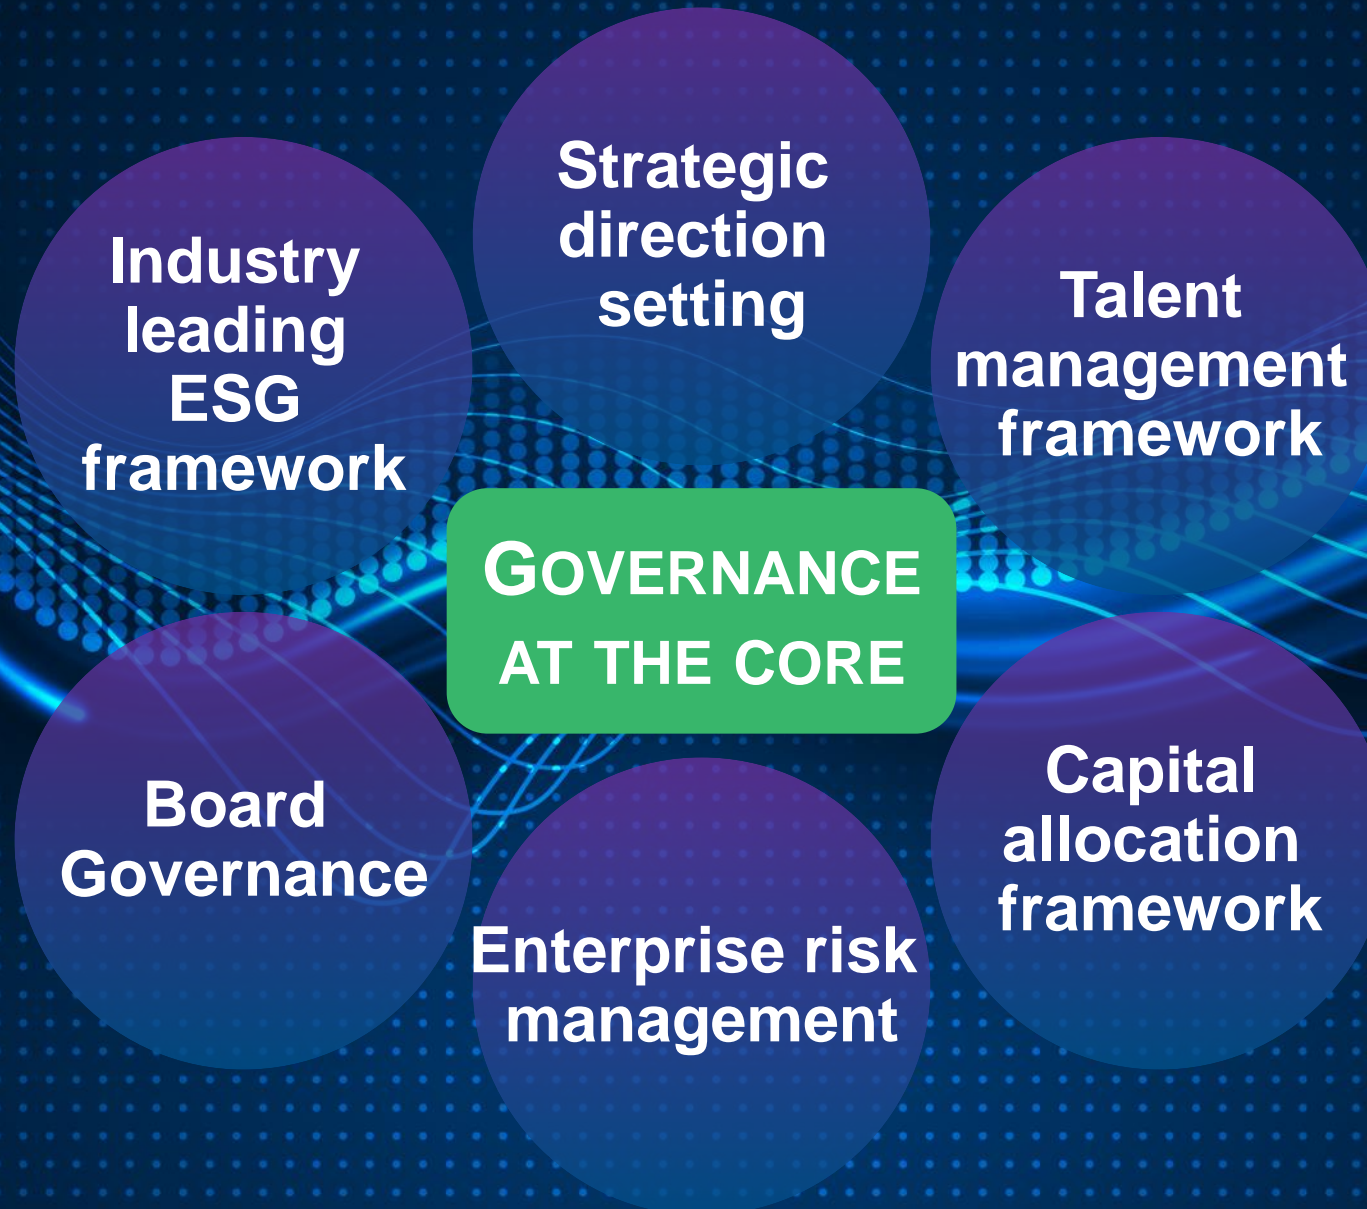 Strategic
direction
setting
Industry
leading
ESG
framework
Talent
management
framework
GOVERNANCE
AT THE CORE
Board
Governance
Capital
allocation
framework
Enterprise risk
management